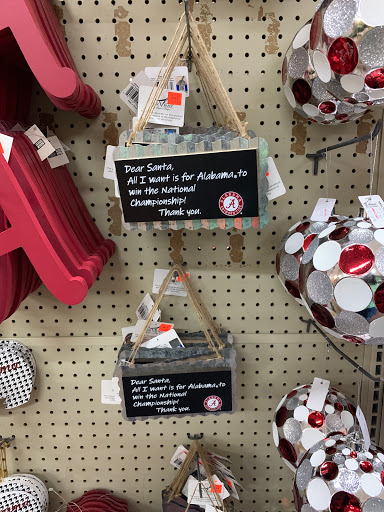 Dear Santa,
All I want is for Alabama® to
win the National
Championship!
Thank you.
A
Dear Santa,
All I want is for Alabama® to
win the National
Championship!
Thank you.
A